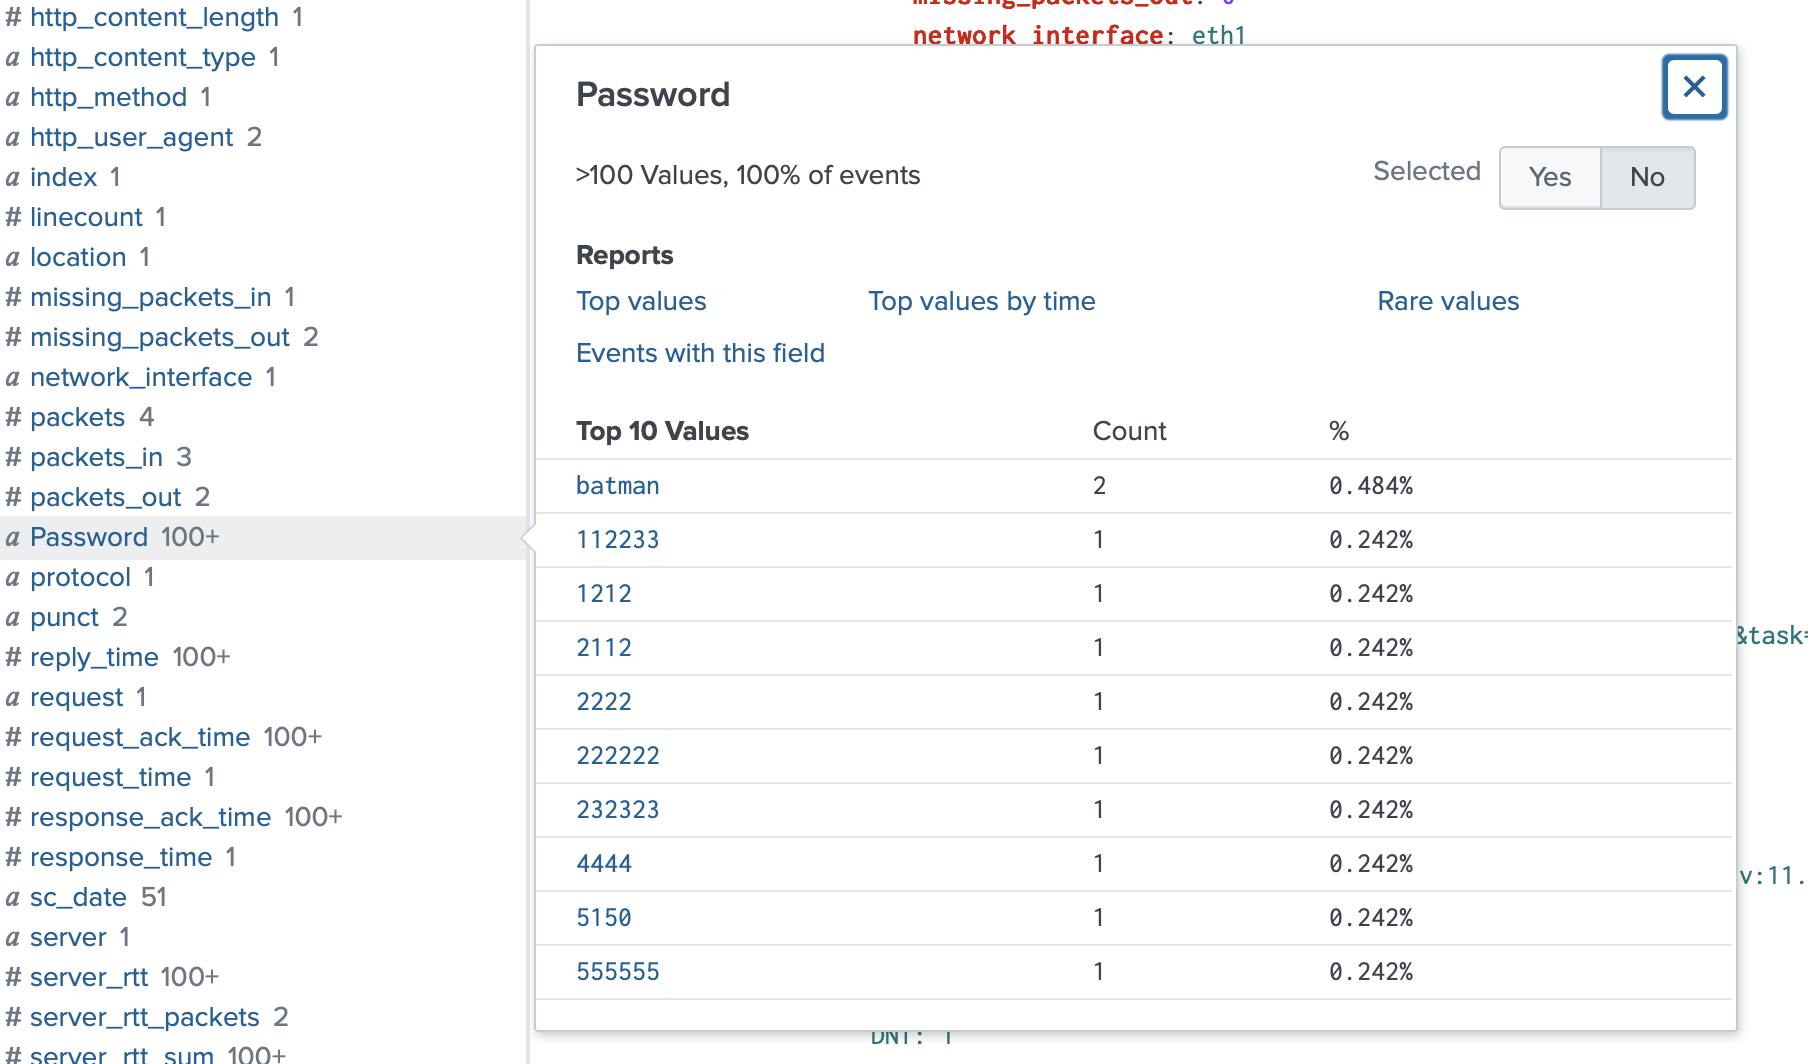 # http_content_length 1
a http_content_type 1
a http_method 1
a http_user_agent 2
a index 1
# linecount 1
a location 1
# missing_packets_in 1
# missing_packets_out 2
a network_interface 1
# packets 4
# packets_in 3
# packets_out 2
a Password 100+
a protocol 1
a punct 2
# reply_time 100+
a request 1
# request_ack_time 100+
# request_time 1
# response_ack_time 100+
# response_time 1
a sc_date 51
a server 1
# server_rtt 100+
# server_rtt_packets 2
# server_rtt_sum 100+
missing_packets_out: 0
network_interface: eth1
Password
>100 Values, 100% of events
Selected Yes No
Reports
Top values Top values by time Rare values
Events with this field
Top 10 Values Count %
batman 2 0.484%
112233 1 0.242%
1212 1 0.242%
2112 1 0.242%
2222 1 0.242%
222222 1 0.242%
232323 1 0.242%
4444 1 0.242%
5150 1 0.242%
555555 1 0.242%
&task=
v:11.
DNT: 1